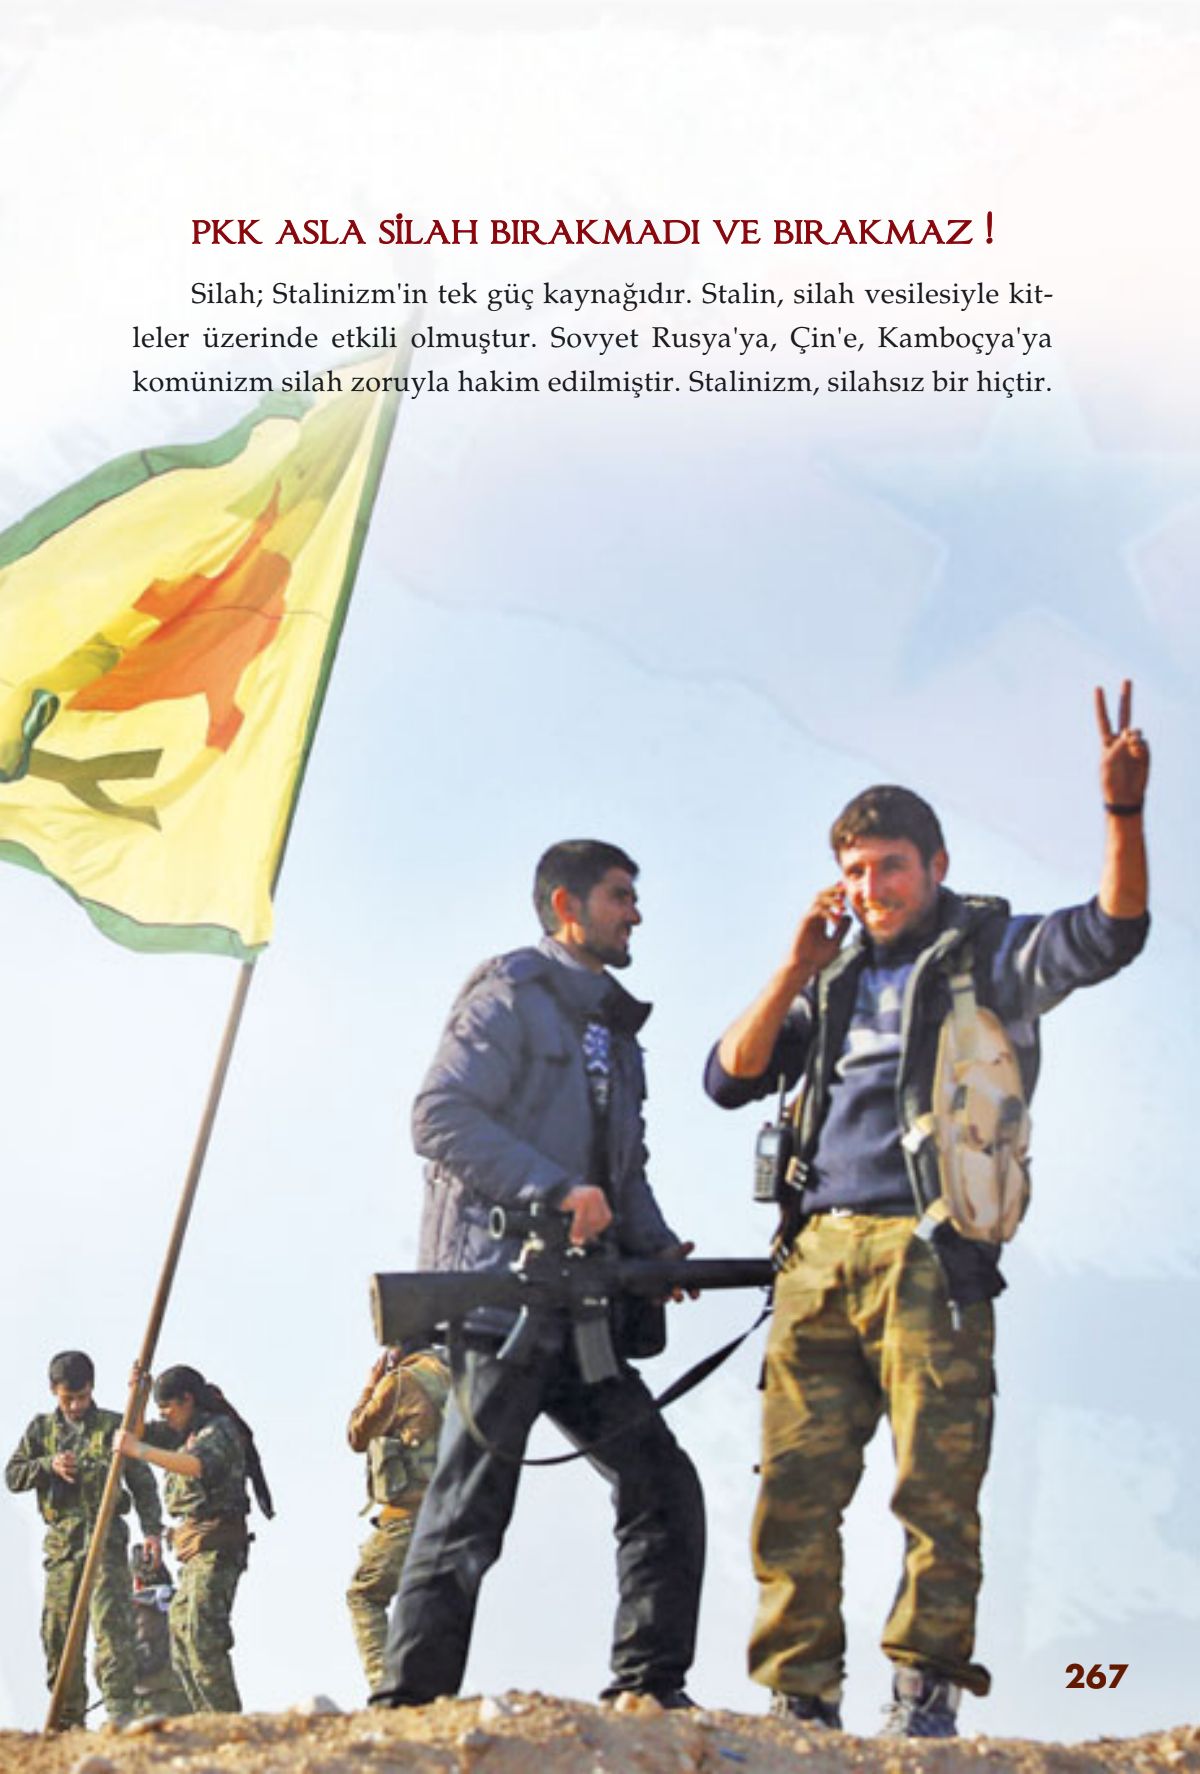 PKK ASLA SİLAH BIRAKMADI VE BIRAKMAZ !
Silah; Stalinizm'in tek güç kaynağıdır. Stalin, silah vesilesiyle kit-
leler üzerinde etkili olmuştur. Sovyet Rusya'ya, Çin'e, Kamboçya'ya
komünizm silah zoruyla hakim edilmiştir. Stalinizm, silahsız bir hiçtir.
267